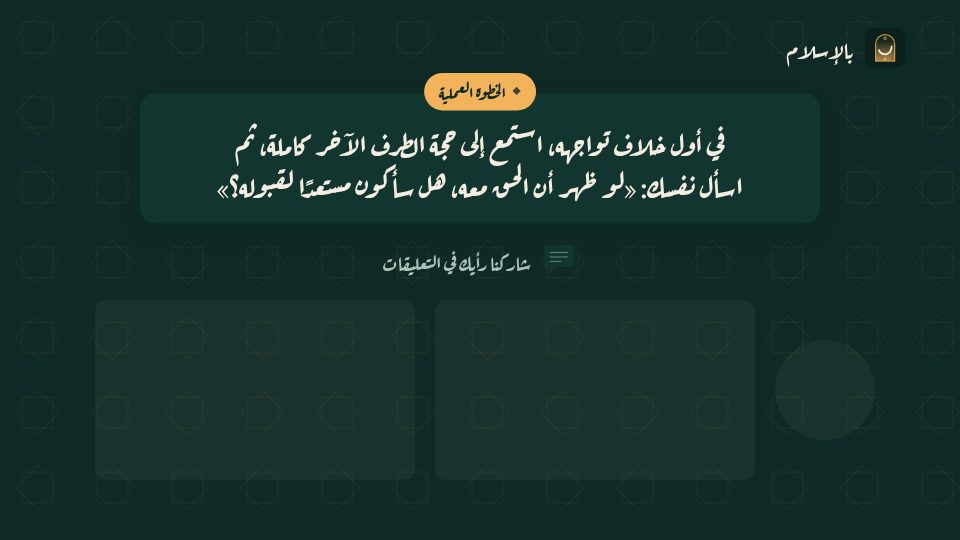 بالإسلام
الخطوة العملية
في أول خلاف تواجهه، استمع إلى حجة الطرف الآخر كاملة، ثم
اسأل نفسك: «لو ظهر أن الحق معه، هل سأكون مستعدًا لقبوله؟»
شاركنا رأيك في التعليقات